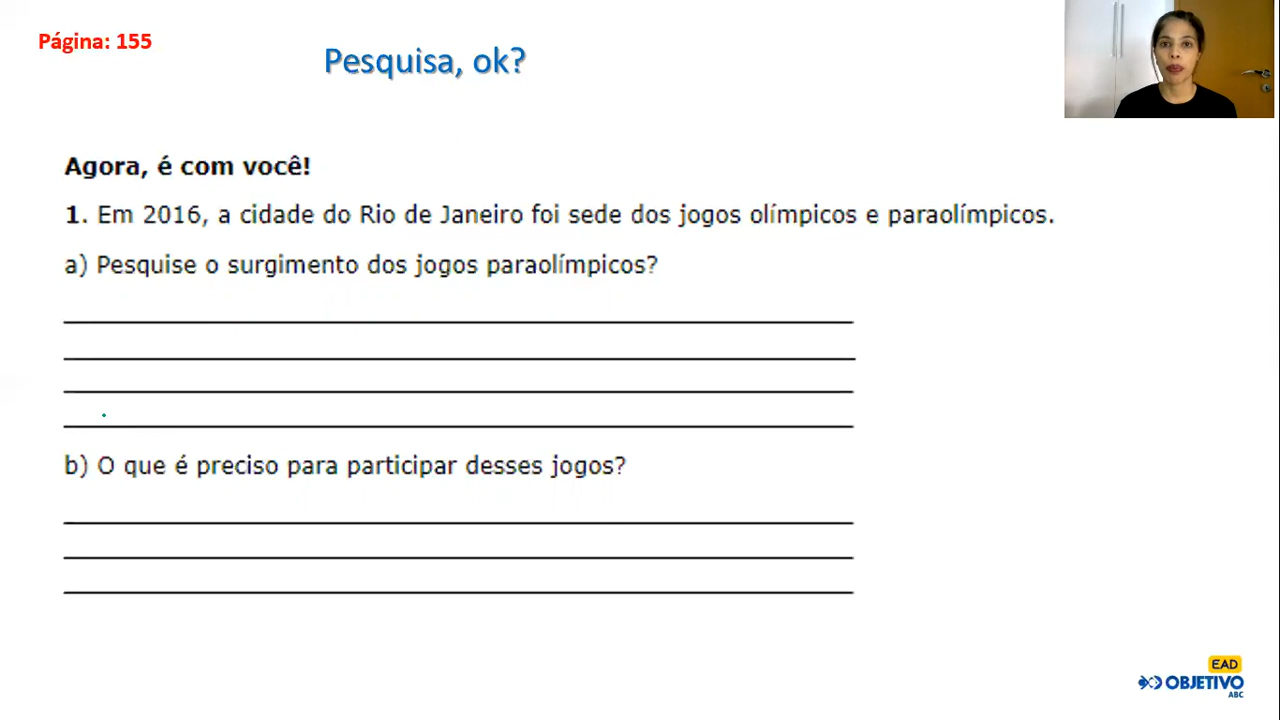 Página: 155
Pesquisa, ok?
Agora, é com você!
1. Em 2016, a cidade do Rio de Janeiro foi sede dos jogos olímpicos e paraolímpicos.
a) Pesquise o surgimento dos jogos paraolímpicos?
b) O que é preciso para participar desses jogos?
EAD
OBJETIVO
ABC